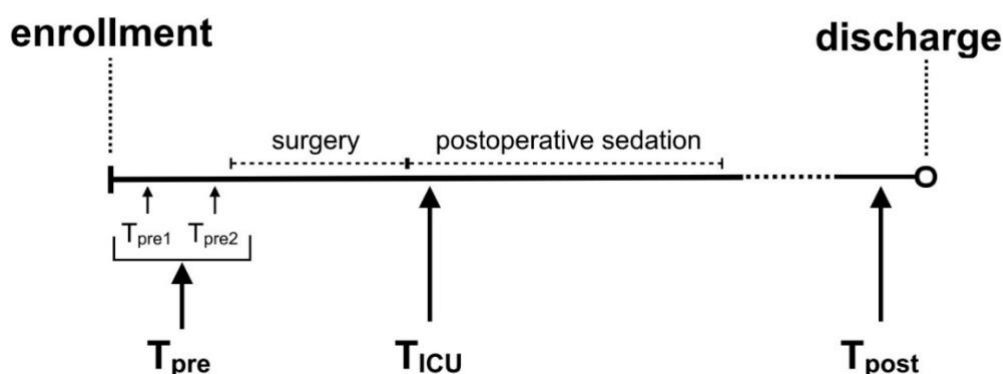 enrollment
discharge
surgery
postoperative sedation
Tpre1
Tpre2
Tpre
TICU
Tpost